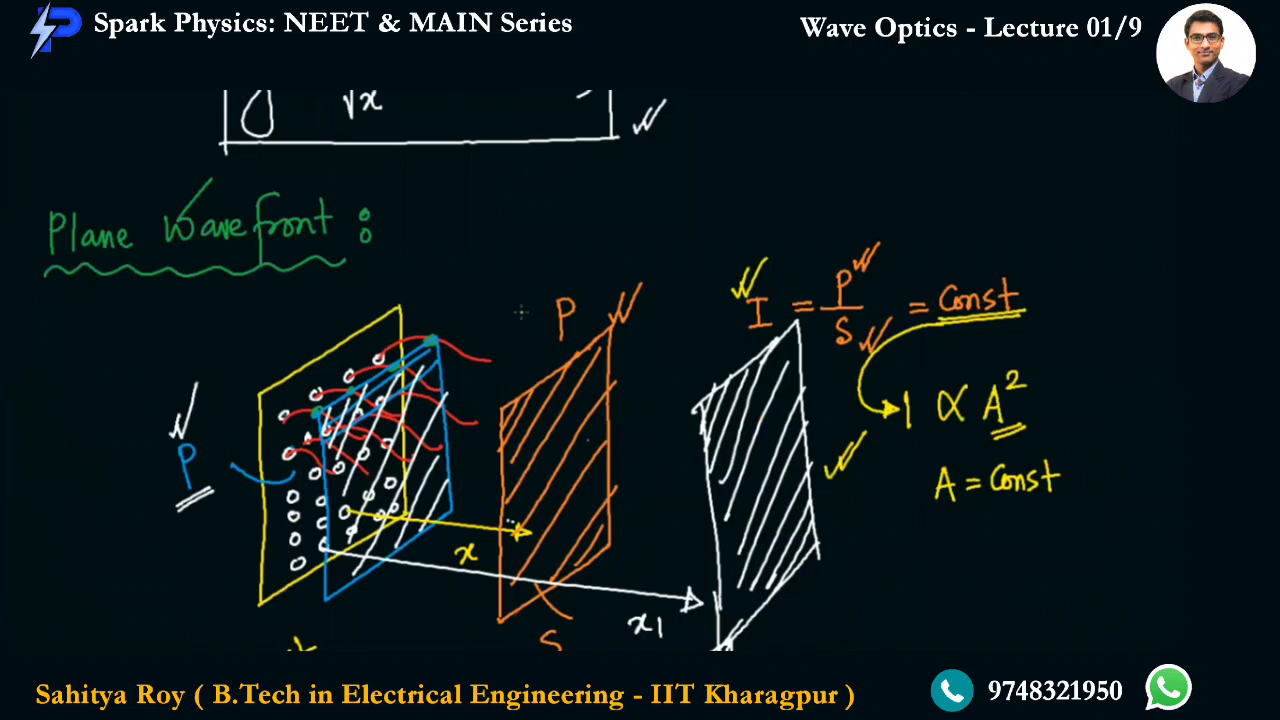 Spark Physics: NEET & MAIN Series
Wave Optics - Lecture 01/9
√x
Plane Wavefront :
P
I = P/S = Const
I ∝ A²
A = Const
P
x
x1
S
Sahitya Roy ( B.Tech in Electrical Engineering - IIT Kharagpur )
9748321950